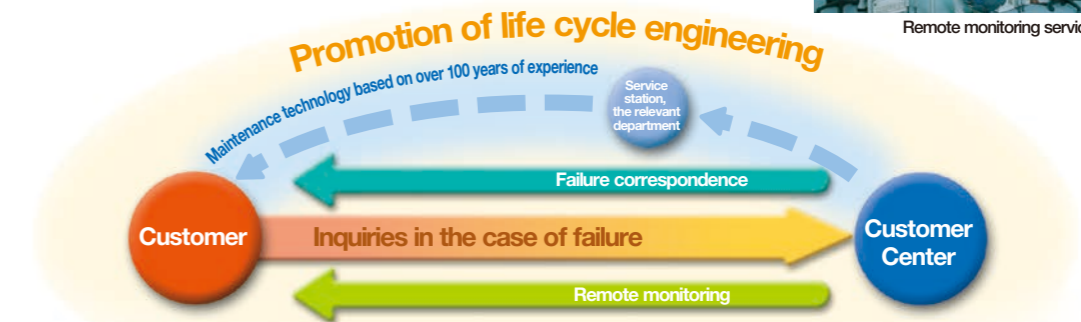 Remote monitoring
Promotion of life cycle engineering
Maintenance technology based on over 100 years of experience
Service
station,
the relevant
department
Failure correspondence
Customer
Inquiries in the case of failure
Customer
Center
Remote monitoring